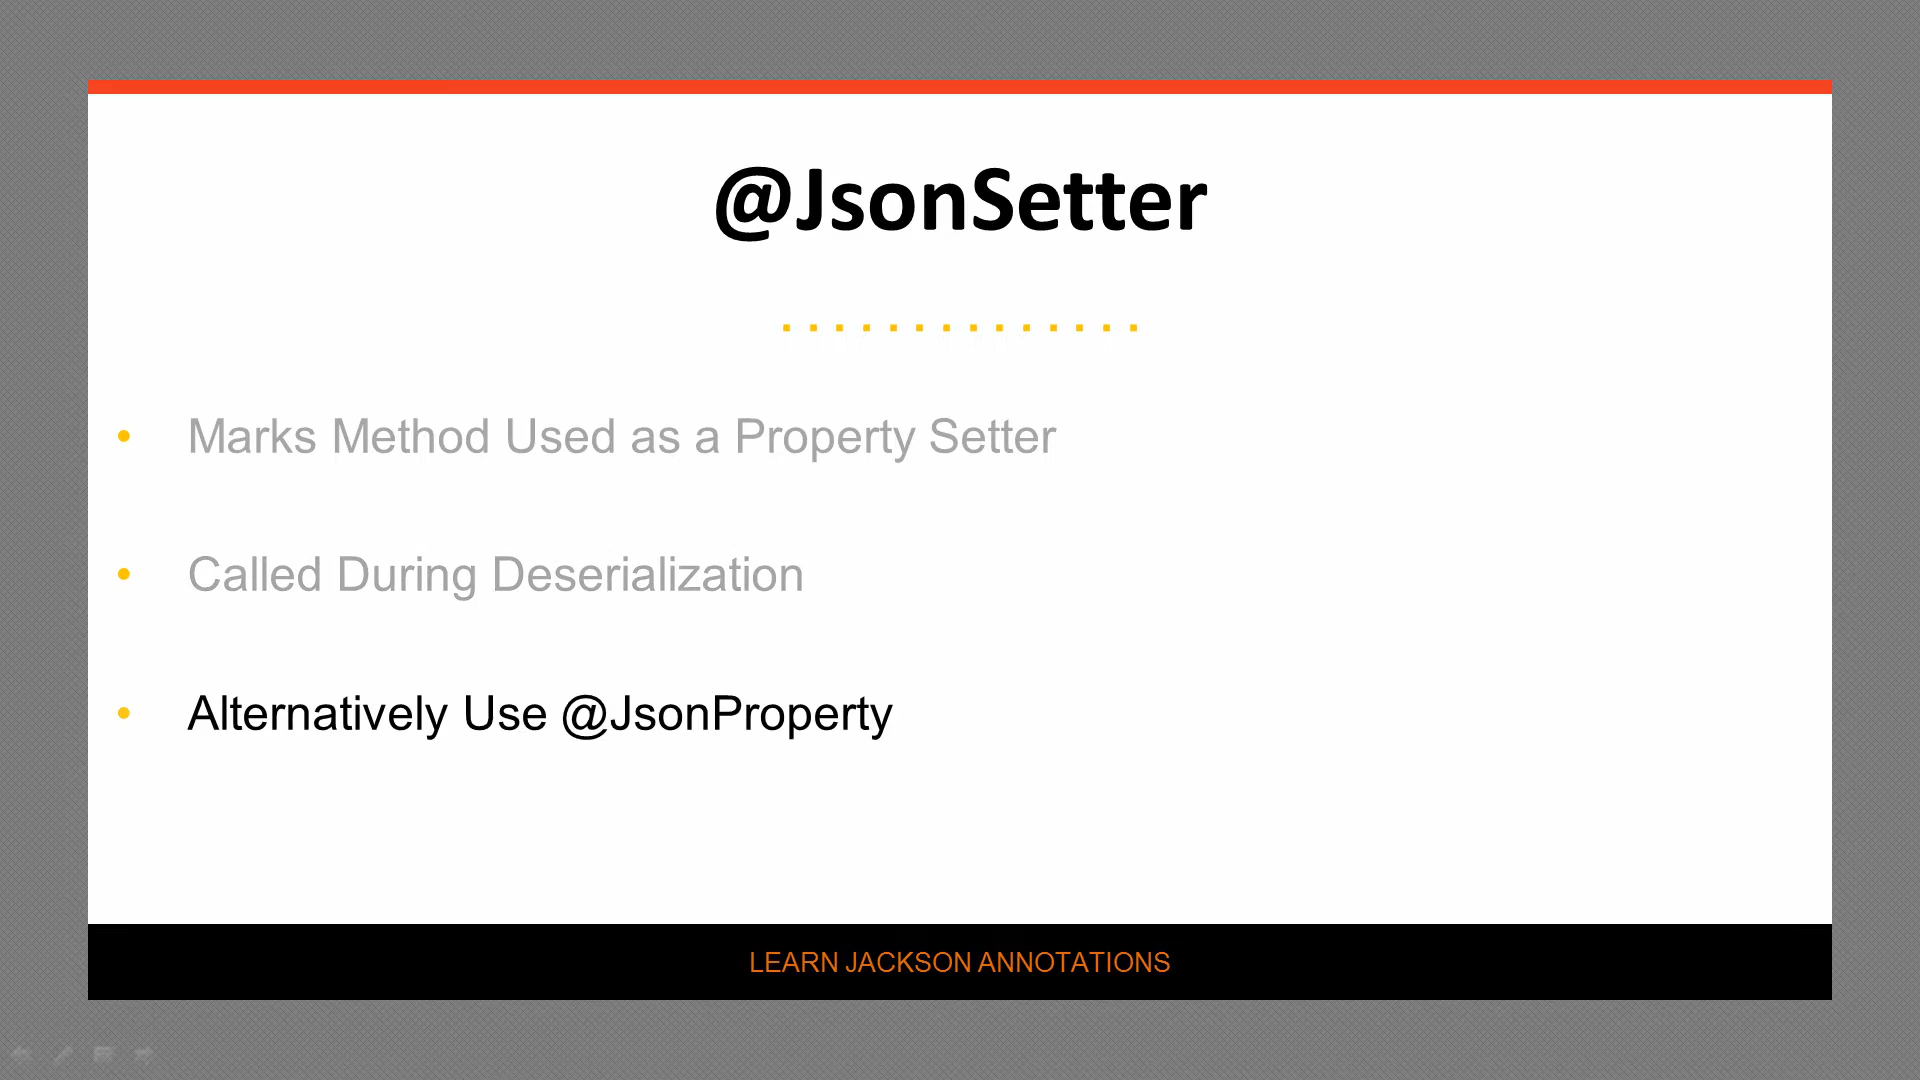 @JsonSetter
• Marks Method Used as a Property Setter
• Called During Deserialization
• Alternatively Use @JsonProperty
LEARN JACKSON ANNOTATIONS